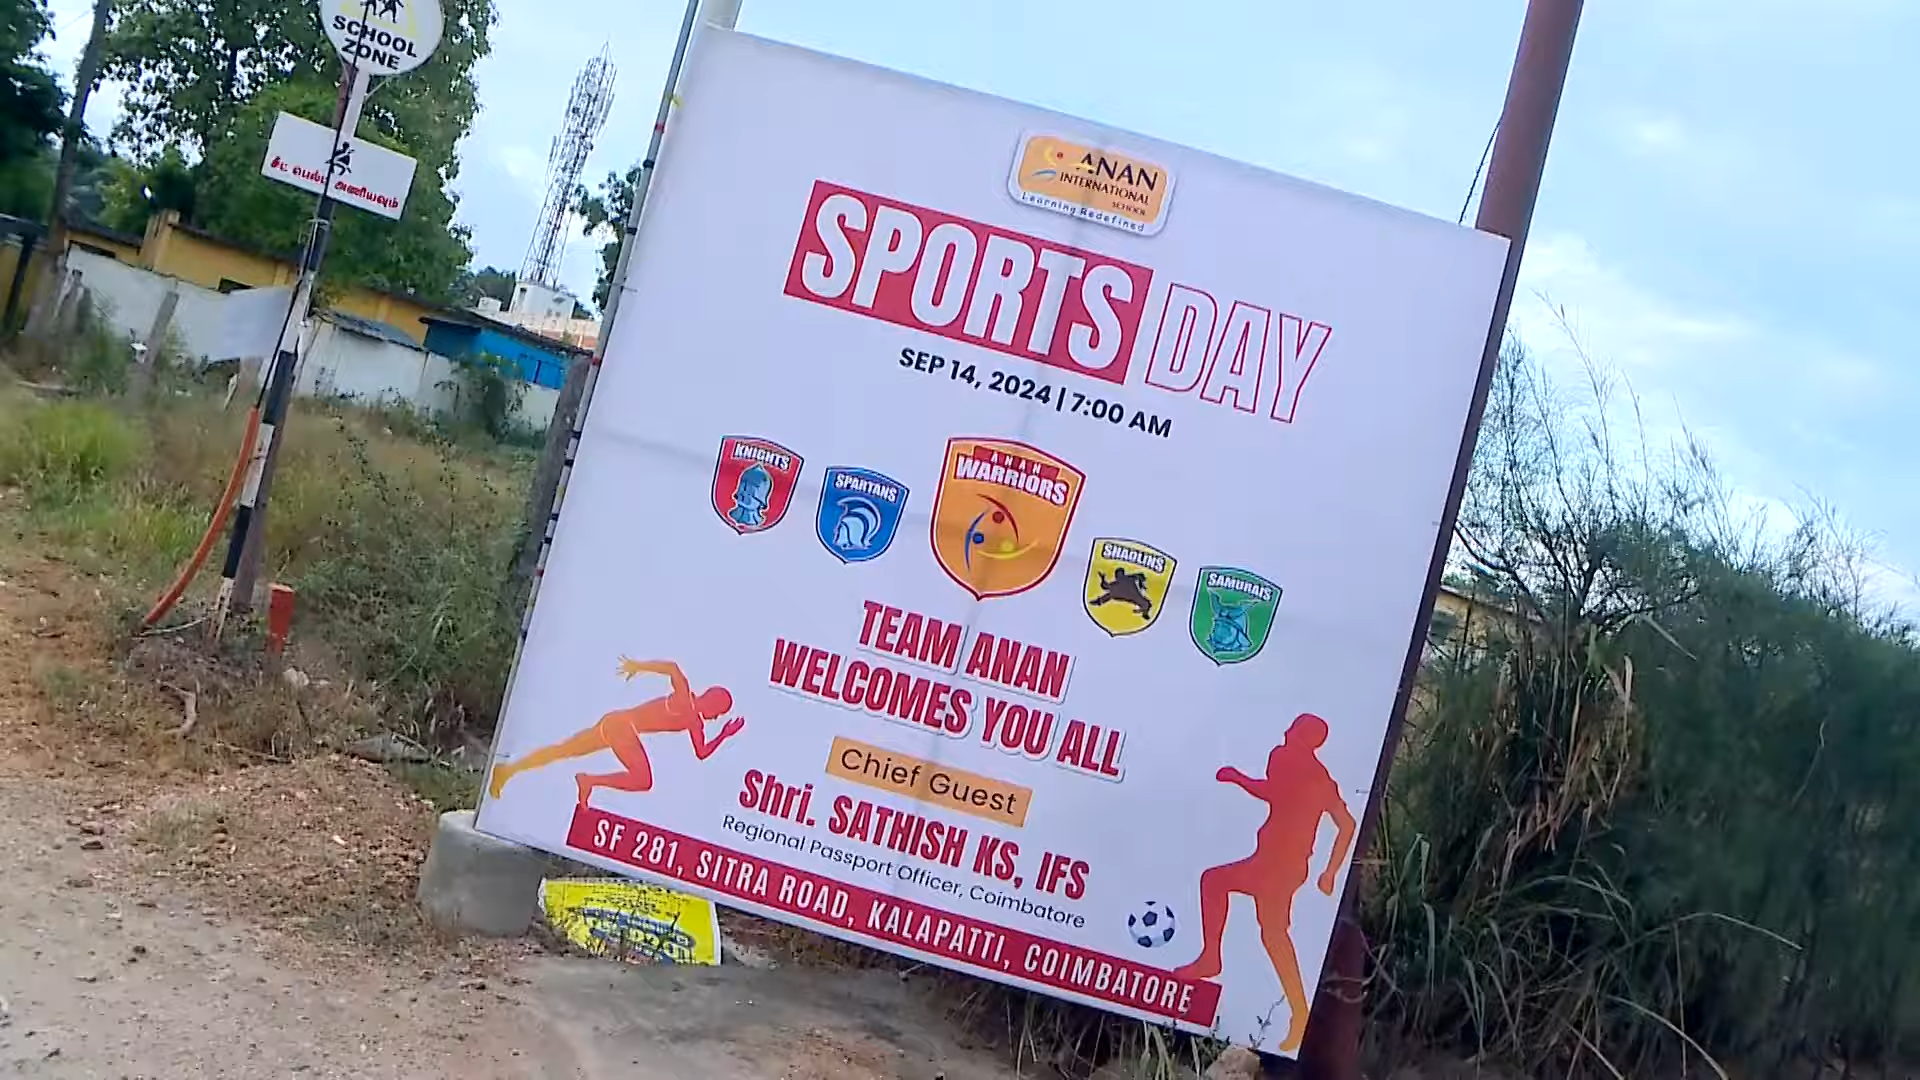 SCHOOL
ZONE
சீட் பெல்ட் அணியவும்
ANAN
INTERNATIONAL
SCHOOL
Learning Redefined
SPORTS DAY
SEP 14, 2024 | 7:00 AM
KNIGHTS
SPARTANS
ANAN
WARRIORS
SHAOLINS
SAMURAIS
TEAM ANAN
WELCOMES YOU ALL
Chief Guest
Shri. SATHISH KS, IFS
Regional Passport Officer, Coimbatore
SF 281, SITRA ROAD, KALAPATTI, COIMBATORE